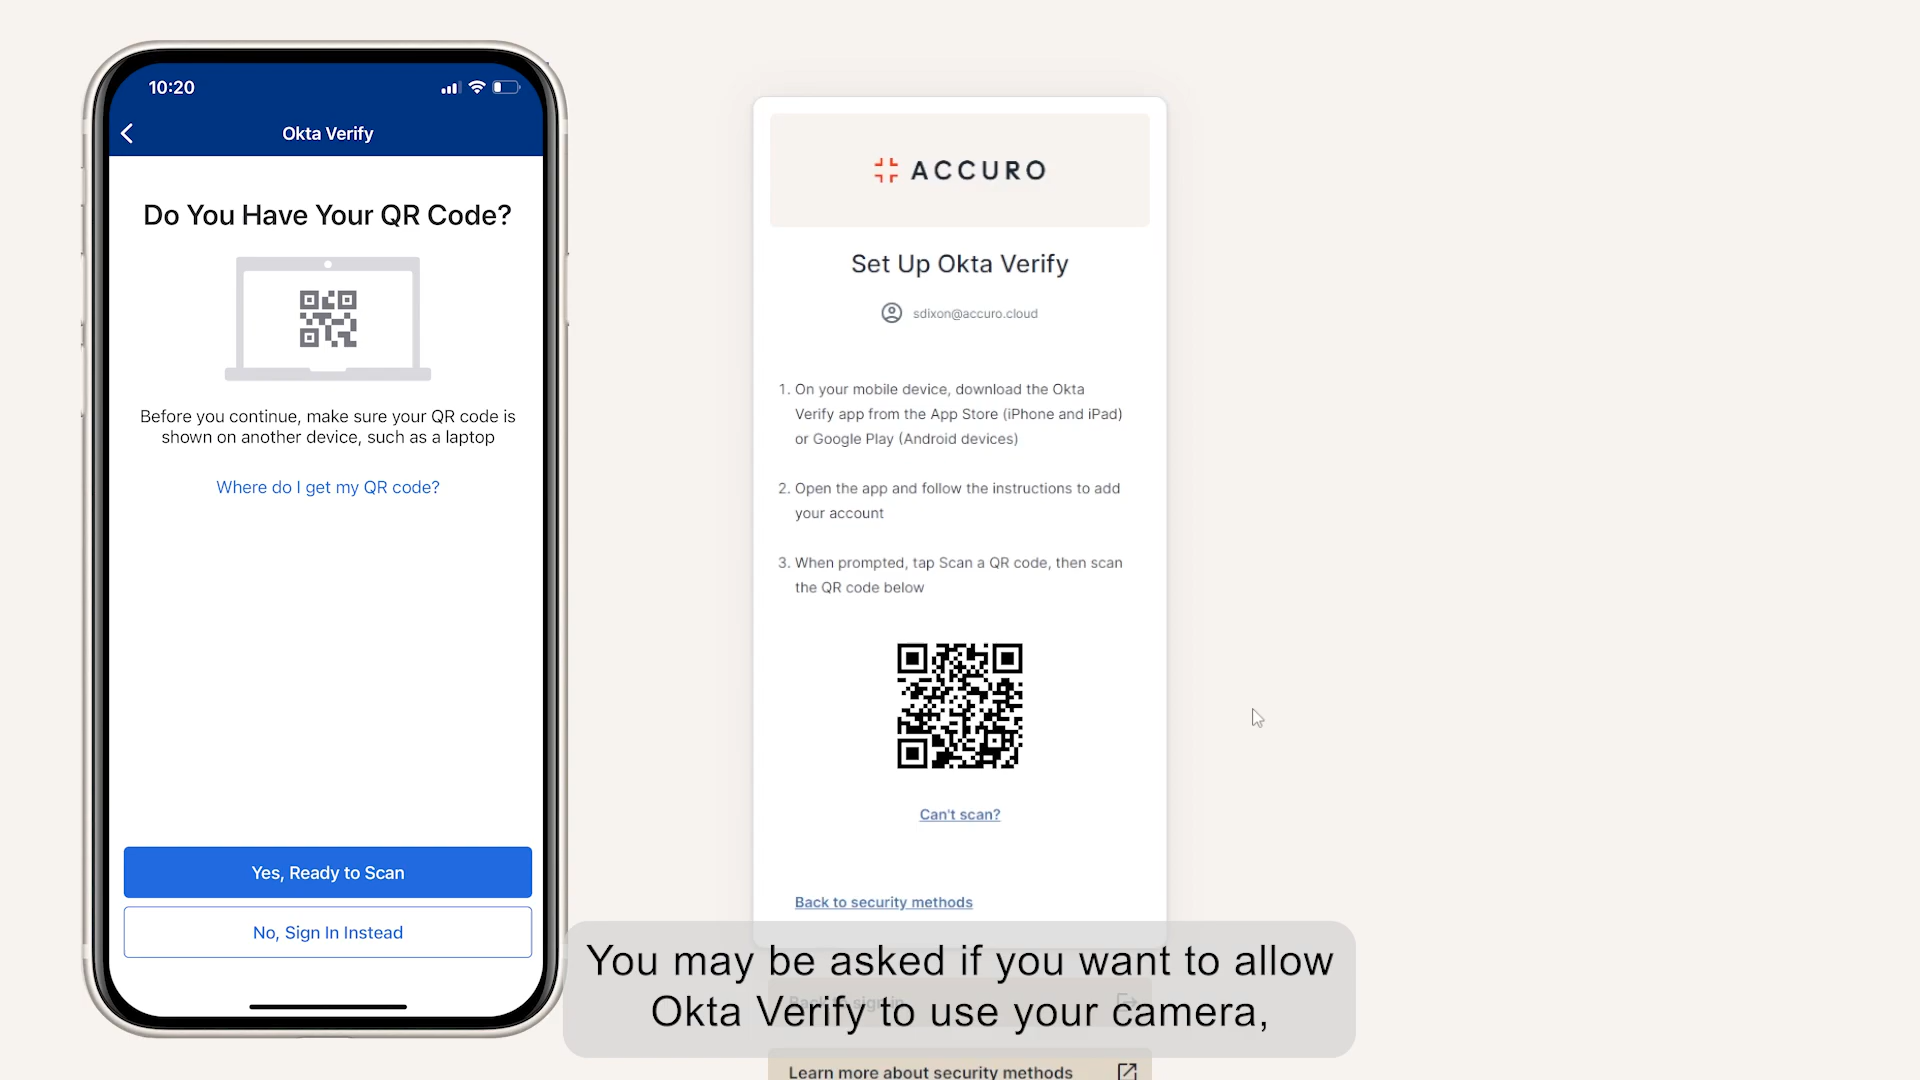 10:20
Okta Verify
Do You Have Your QR Code?
Before you continue, make sure your QR code is
shown on another device, such as a laptop
Where do I get my QR code?
Yes, Ready to Scan
No, Sign In Instead
ACCURO
Set Up Okta Verify
sdixon@accuro.cloud
1. On your mobile device, download the Okta
Verify app from the App Store (iPhone and iPad)
or Google Play (Android devices)
2. Open the app and follow the instructions to add
your account
3. When prompted, tap Scan a QR code, then scan
the QR code below
Can't scan?
Back to security methods
You may be asked if you want to allow
Okta Verify to use your camera,
Back to sign in
Learn more about security methods